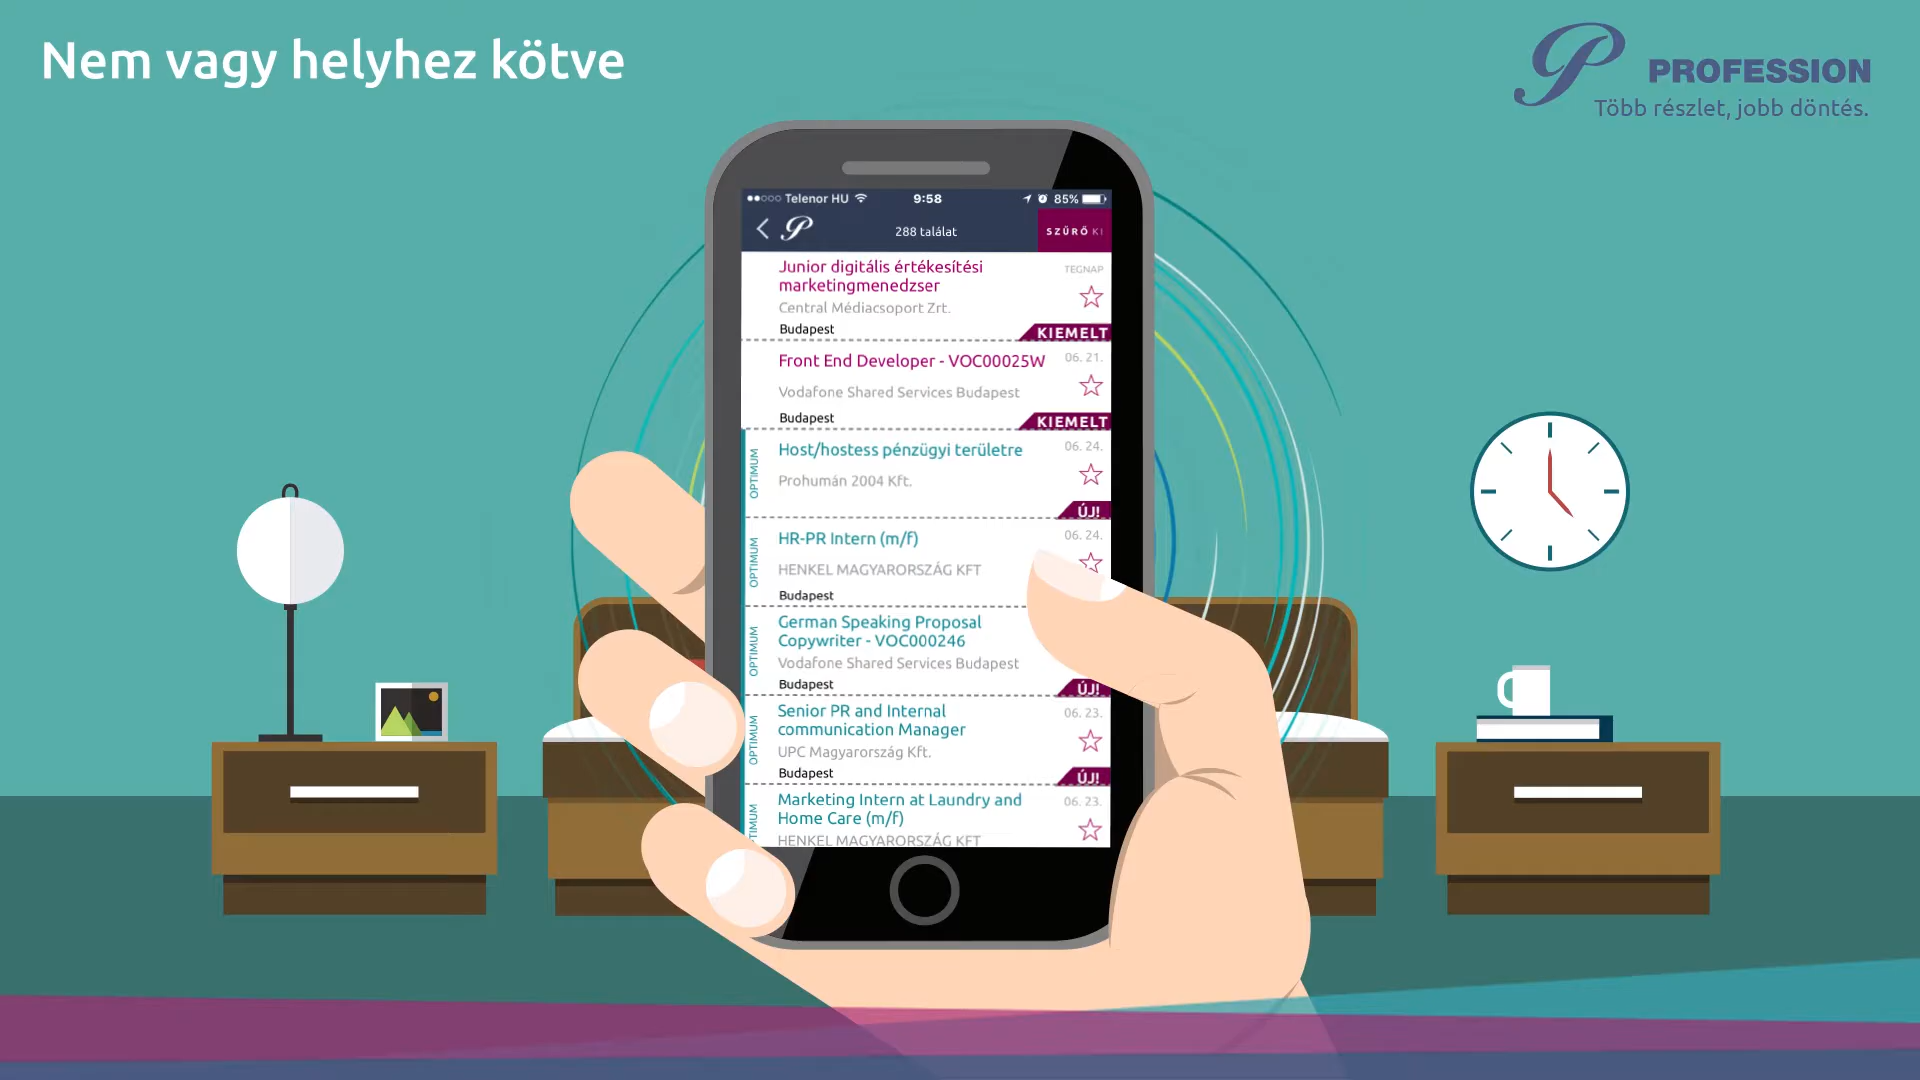 Nem vagy helyhez kötve
PROFESSION
Több részlet, jobb döntés.
Telenor HU 9:58 85%
288 találat
SZŰRŐ KI
Junior digitális értékesítési TEGNAP
marketingmenedzser
Central Médiacsoport Zrt.
Budapest KIEMELT
Front End Developer - VOC00025W 06. 21.
Vodafone Shared Services Budapest
Budapest KIEMELT
OPTIMUM
Host/hostess pénzügyi területre 06. 24.
Prohumán 2004 Kft.
ÚJ!
OPTIMUM
HR-PR Intern (m/f) 06. 24.
HENKEL MAGYARORSZÁG KFT
Budapest
OPTIMUM
German Speaking Proposal
Copywriter - VOC000246
Vodafone Shared Services Budapest
Budapest ÚJ!
OPTIMUM
Senior PR and Internal 06. 23.
communication Manager
UPC Magyarország Kft.
Budapest ÚJ!
TIMUM
Marketing Intern at Laundry and 06. 23.
Home Care (m/f)
HENKEL MAGYARORSZÁG KFT